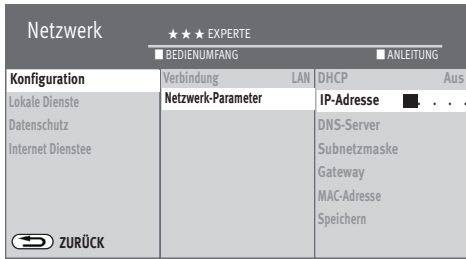 Netzwerk
★ ★ ★ EXPERTE
BEDIENUMFANG ANLEITUNG
Konfiguration
Lokale Dienste
Datenschutz
Internet Dienstee
ZURÜCK
Verbindung LAN
Netzwerk-Parameter
DHCP Aus
IP-Adresse . . . .
DNS-Server
Subnetzmaske
Gateway
MAC-Adresse
Speichern